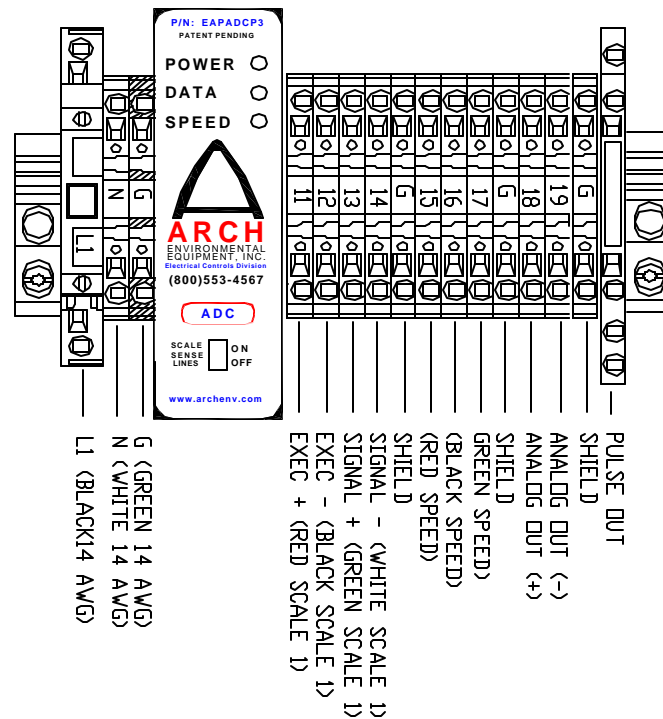 P/N: EAPADCP3
PATENT PENDING
POWER
DATA
SPEED
ARCH
ENVIRONMENTAL
EQUIPMENT, INC.
Electrical Controls Division
(800)553-4567
ADC
SCALE
SENSE
LINES
ON
OFF
www.archenv.com
L1
N
G
11
12
13
14
G
15
16
17
G
18
19
G
L1 (BLACK14 AWG)
N (WHITE 14 AWG)
G (GREEN 14 AWG)
EXEC + (RED SCALE 1)
EXEC - (BLACK SCALE 1)
SIGNAL + (GREEN SCALE 1)
SIGNAL - (WHITE SCALE 1)
SHIELD
(RED SPEED)
(BLACK SPEED)
GREEN SPEED)
SHIELD
ANALOG OUT (+)
ANALOG OUT (-)
SHIELD
PULSE OUT